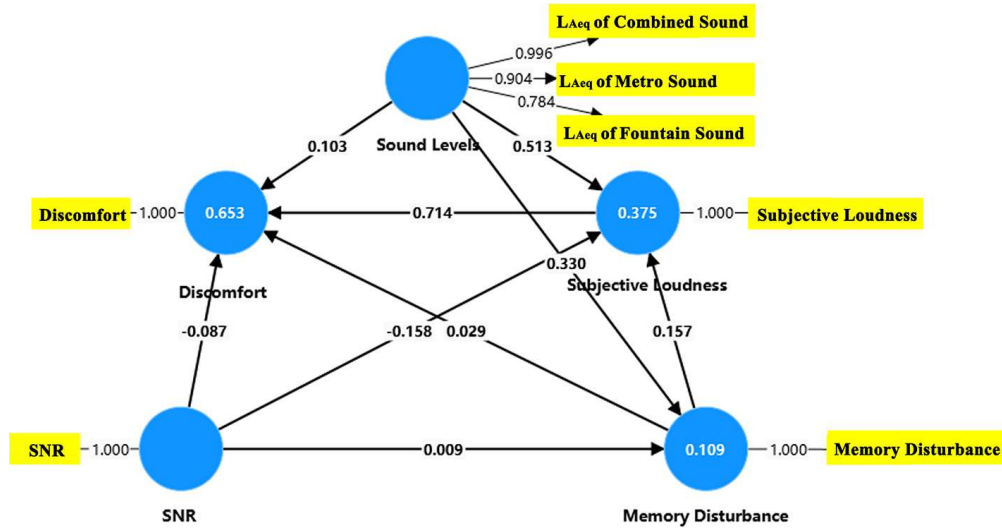 LAeq of Combined Sound
0.996
0.904
LAeq of Metro Sound
0.784
LAeq of Fountain Sound
Sound Levels
0.103
0.513
Discomfort
1.000
0.653
0.714
0.375
1.000
Subjective Loudness
0.330
Discomfort
Subjective Loudness
-0.087
-0.158
0.029
0.157
SNR
1.000
0.009
0.109
1.000
Memory Disturbance
SNR
Memory Disturbance